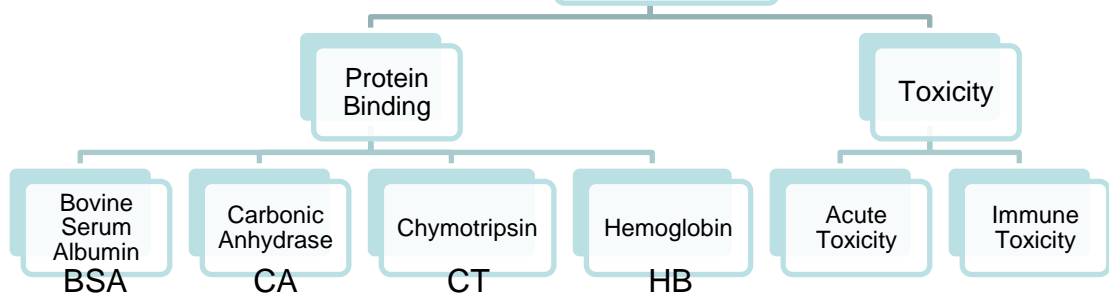 Protein
Binding
Toxicity
Bovine
Serum
Albumin
Carbonic
Anhydrase
Chymotripsin
Hemoglobin
Acute
Toxicity
Immune
Toxicity
BSA
CA
CT
HB